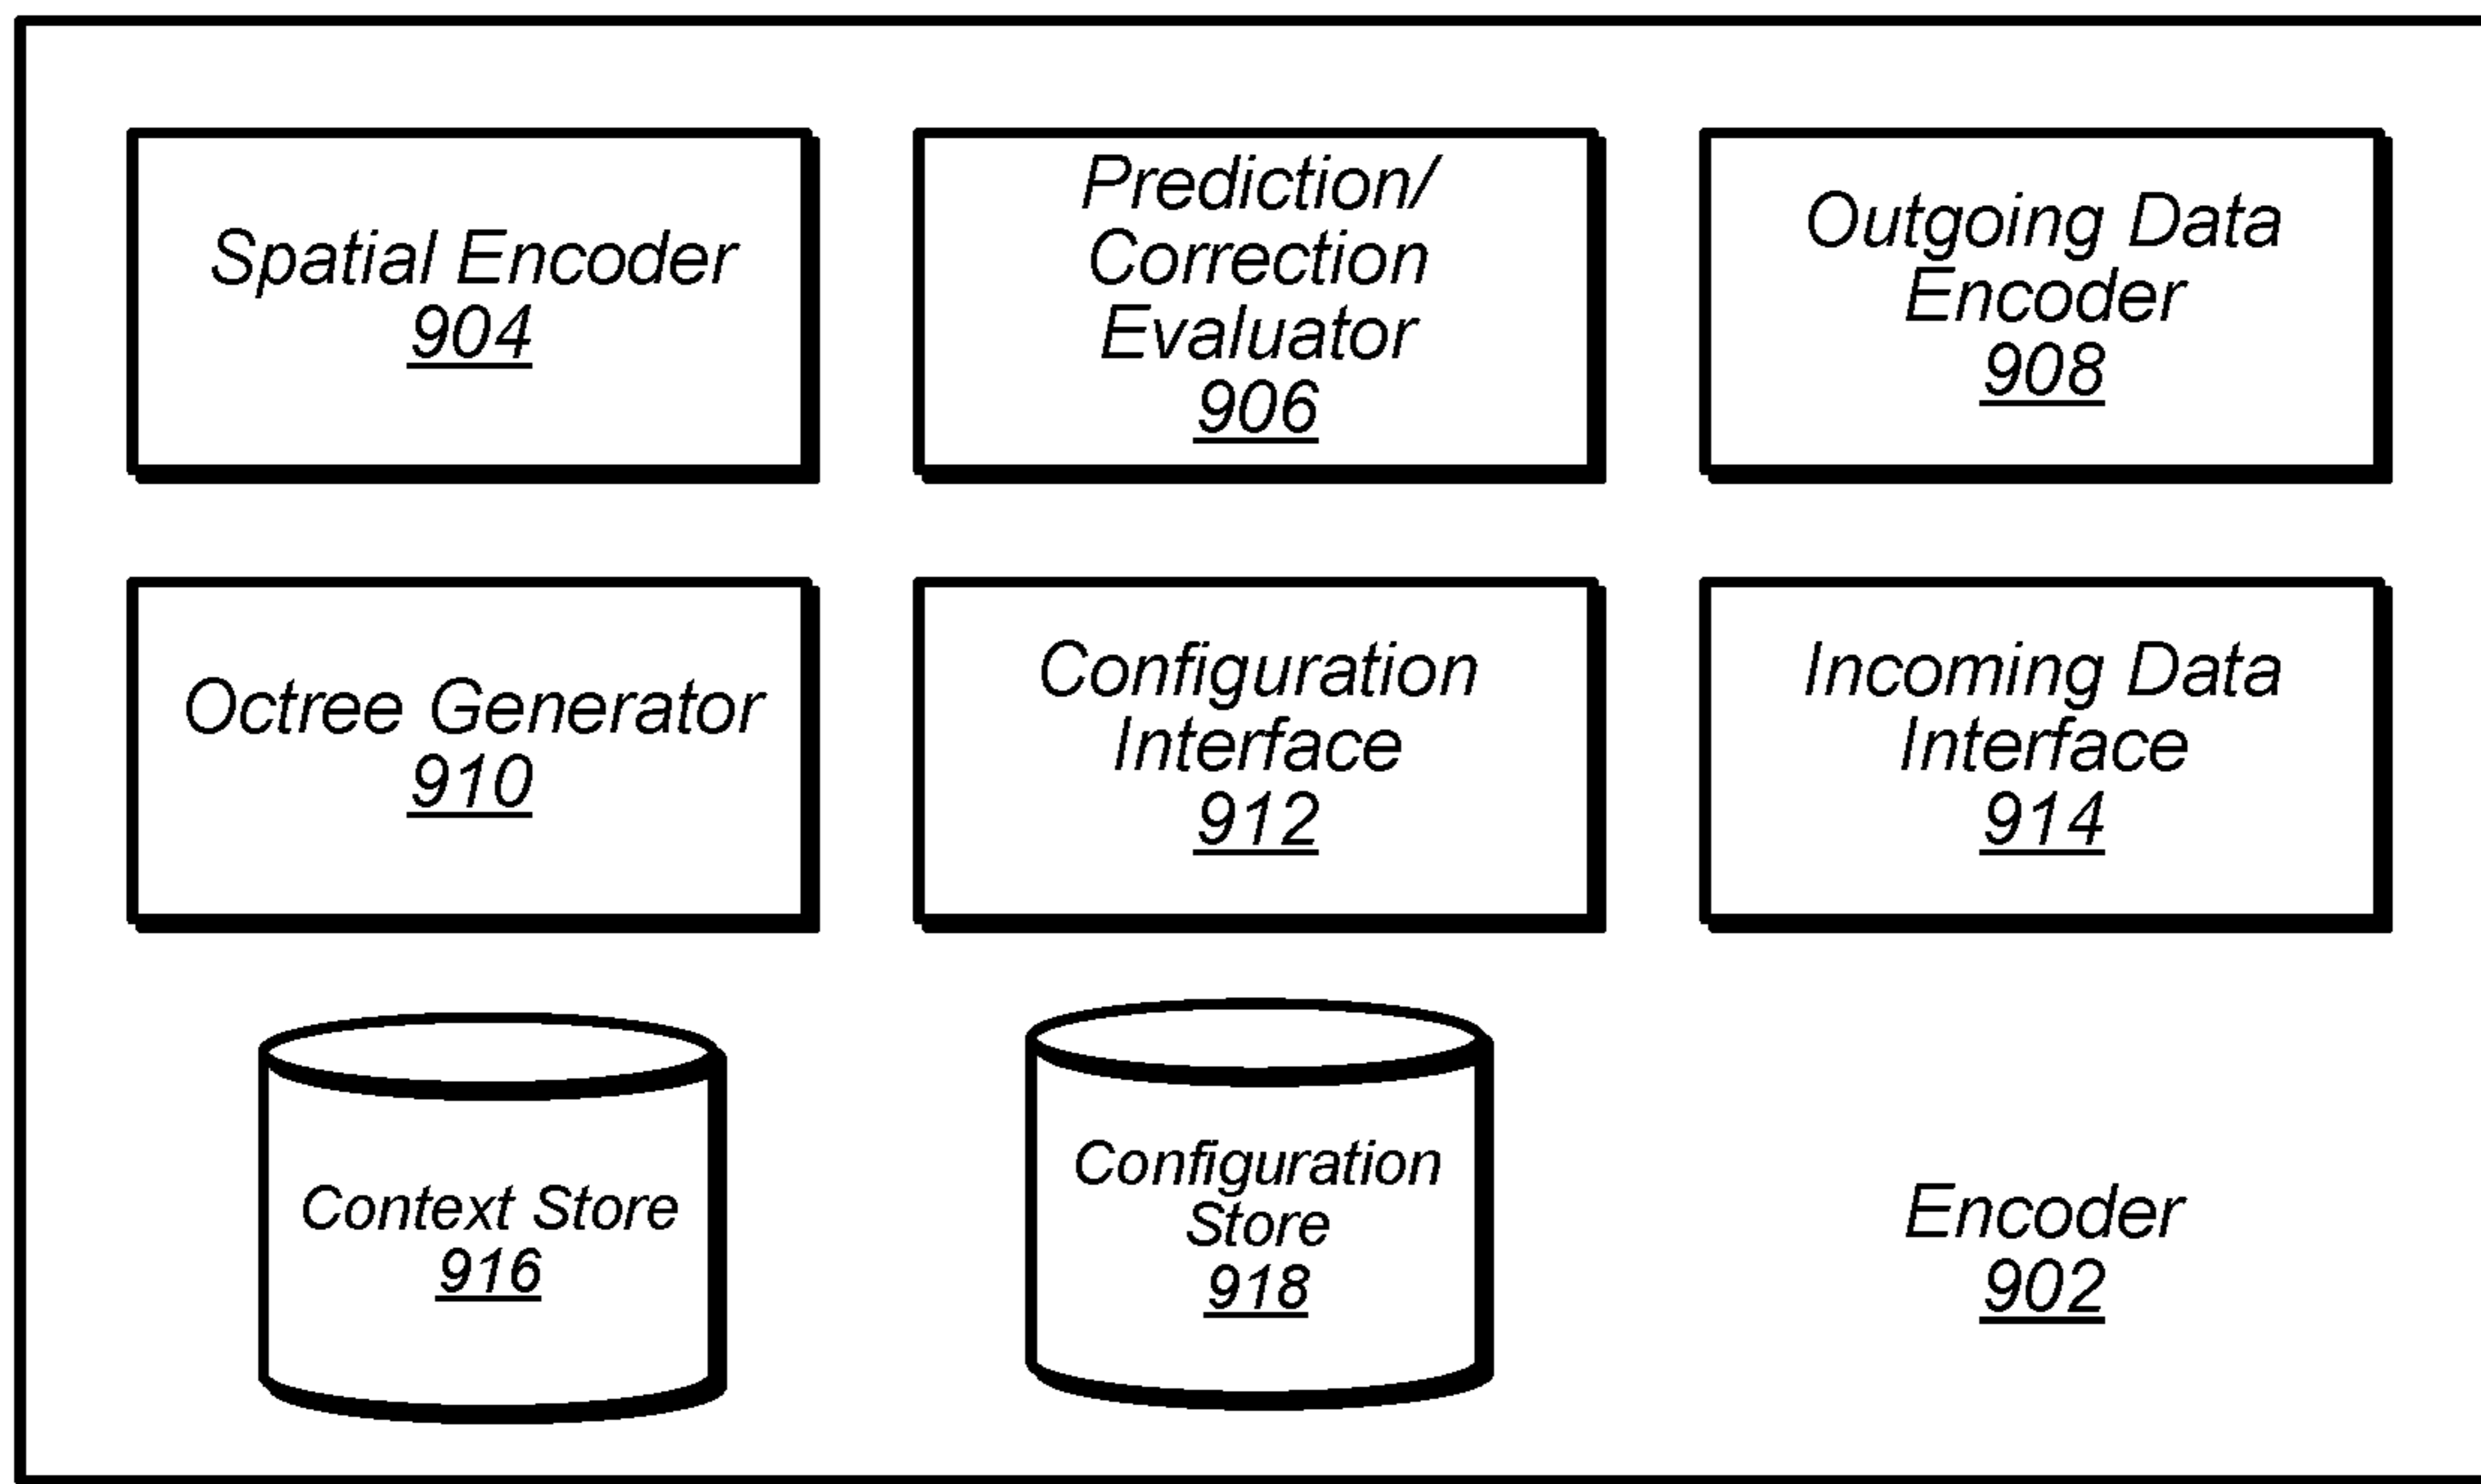 Spatial Encoder
904
Prediction/
Correction
Evaluator
906
Outgoing Data
Encoder
908
Octree Generator
910
Configuration
Interface
912
Incoming Data
Interface
914
Context Store
916
Configuration
Store
918
Encoder
902